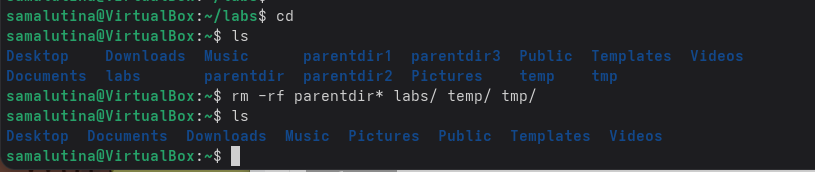 samalutina@VirtualBox:~/labs$ cd
samalutina@VirtualBox:~$ ls
Desktop Downloads Music parentdir1 parentdir3 Public Templates Videos
Documents labs parentdir parentdir2 Pictures temp tmp
samalutina@VirtualBox:~$ rm -rf parentdir* labs/ temp/ tmp/
samalutina@VirtualBox:~$ ls
Desktop Documents Downloads Music Pictures Public Templates Videos
samalutina@VirtualBox:~$